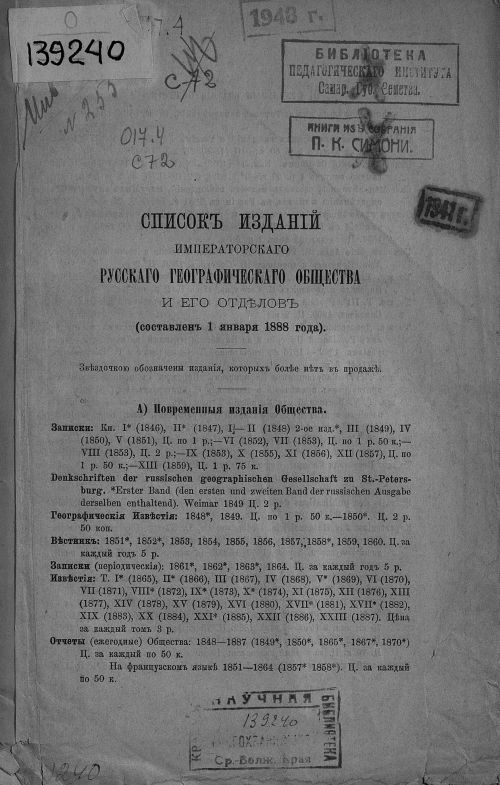 139240
17.4
С72
1948 г.
БИБЛИОТЕКА
ПЕДАГОГИЧЕСКАГО ИНСТИТУТА
Самар. Губ. Земства.
№ 253
017.4
С72
КНИГИ ИЗ СОБРАНІЯ
П. К. СИМОНИ.
1941 г.
СПИСОКЪ ИЗДАНІЙ
ИМПЕРАТОРСКАГО
РУССКАГО ГЕОГРАФИЧЕСКАГО ОБЩЕСТВА
И ЕГО ОТДѢЛОВЪ
(составленъ 1 января 1888 года).
Звѣздочкою обозначены изданія, которыхъ болѣе нѣтъ въ продажѣ.
А) Повременныя изданія Общества.
Записки: Кн. I* (1846), II* (1847), I— II (1848) 2-ое изд.*, III (1849), IV
(1850), V (1851), Ц. по 1 р.;—VI (1852), VII (1853), Ц. по 1 р. 50 к.;—
VIII (1853), Ц. 2 р.;—IX (1853), X (1855), XI (1856), XII (1857), Ц. по
1 р. 50 к.;—XIII (1859), Ц. 1 р. 75 к.
Denkschriften der russischen geographischen Gesellschaft zu St.-Peters-
burg. *Erster Band (den ersten und zweiten Band der russischen Ausgabe
derselben enthaltend). Weimar 1849 Ц. 2 р.
Географическія Извѣстія: 1848*, 1849. Ц. по 1 р. 50 к.—1850*. Ц. 2 р.
50 коп.
Вѣстникъ: 1851*, 1852*, 1853, 1854, 1855, 1856, 1857, 1858*, 1859, 1860. Ц. за
каждый годъ 5 р.
Записки (періодическія): 1861*, 1862*, 1863*, 1864. Ц. за каждый годъ 5 р.
Извѣстія: Т. I* (1865), II* (1866), III (1867), IV (1868), V* (1869), VI (1870),
VII (1871), VIII* (1872), IX* (1873), X* (1874), XI (1875), XII (1876), XIII
(1877), XIV (1878), XV (1879), XVI (1880), XVII* (1881), XVII* (1882),
XIX (1883), XX (1884), XXI* (1885), XXII (1886), XXIII (1887). Цѣна
за каждый томъ 3 р.
Отчеты (ежегодные) Общества: 1848—1887 (1849*, 1850*, 1865*, 1867*, 1870*)
Ц. за каждый по 50 к.
На французскомъ языкѣ 1851—1864 (1857* 1858*). Ц. за каждый
по 50 к.
НАУЧНАЯ
БИБЛИОТЕКА
139240
Ср.-Волж. Края